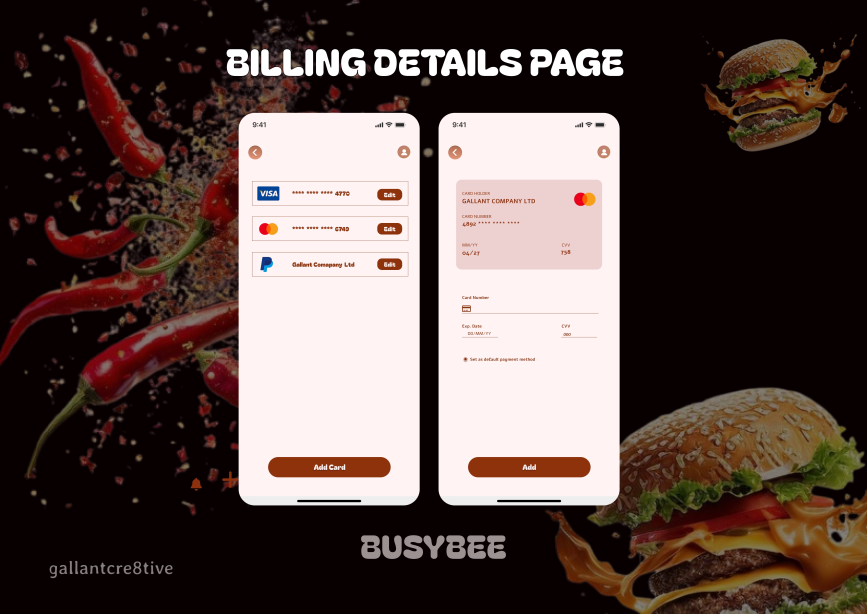 BILLING DETAILS PAGE
9:41
VISA
**** **** **** 4770
Edit
**** **** **** 6749
Edit
Gallant Comapany Ltd
Edit
Add Card
9:41
CARD HOLDER
GALLANT COMPANY LTD
CARD NUMBER
4892 **** **** ****
MM/YY
CVV
04/27
758
Card Number
Exp. Date
CVV
DD/MM/YY
000
Set as default payment method
Add
BUSYBEE
gallantcre8tive